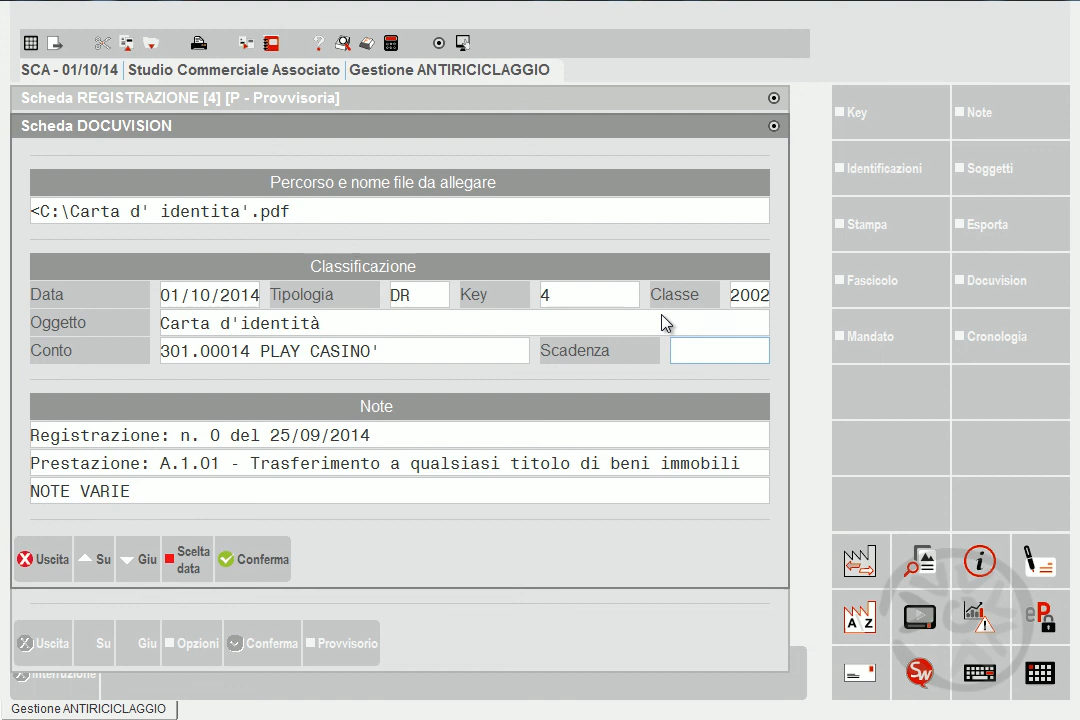 SCA - 01/10/14 Studio Commerciale Associato Gestione ANTIRICICLAGGIO
Scheda REGISTRAZIONE [4] [P - Provvisoria]
Scheda DOCUVISION
Percorso e nome file da allegare
<C:\Carta d' identita'.pdf
Classificazione
Data 01/10/2014 Tipologia DR Key 4 Classe 2002
Oggetto Carta d'identità
Conto 301.00014 PLAY CASINO' Scadenza
Note
Registrazione: n. 0 del 25/09/2014
Prestazione: A.1.01 - Trasferimento a qualsiasi titolo di beni immobili
NOTE VARIE
Uscita Su Giu Scelta data Conferma
Uscita Su Giu Opzioni Conferma Provvisorio
Interruzione
Gestione ANTIRICICLAGGIO
Key Note
Identificazioni Soggetti
Stampa Esporta
Fascicolo Docuvision
Mandato Cronologia
A Z
eP
Sw